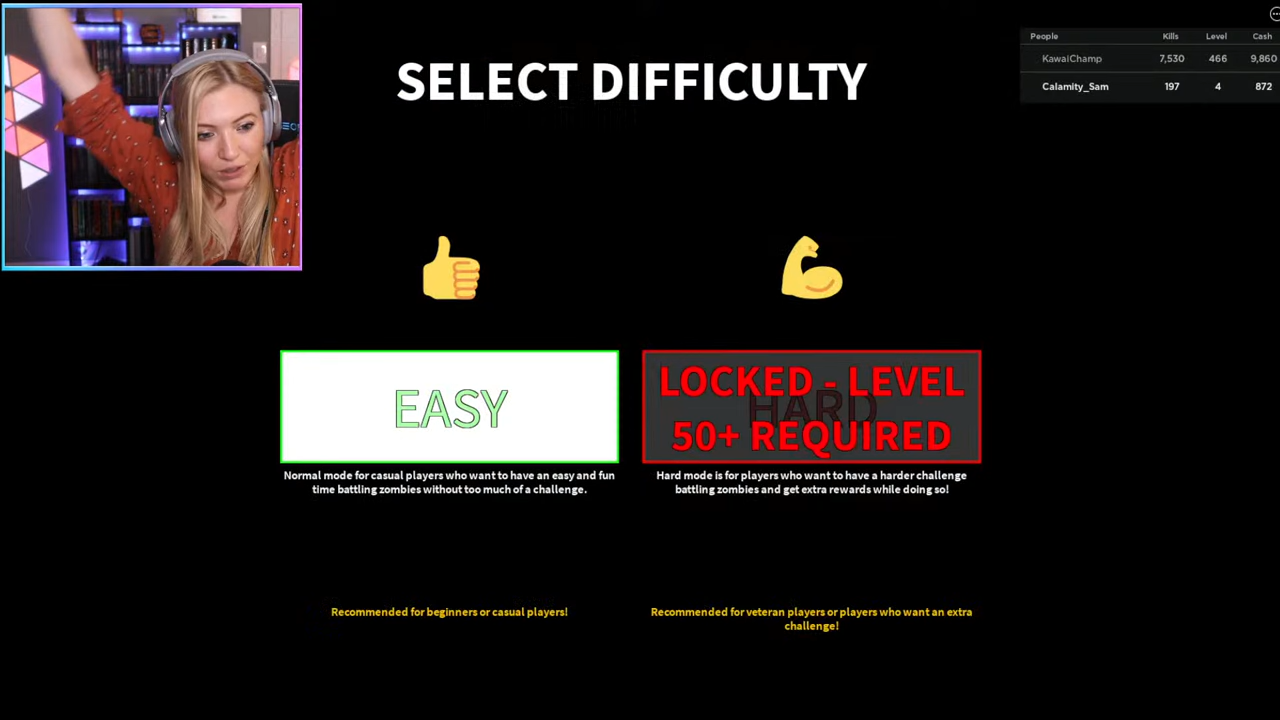 SELECT DIFFICULTY
People Kills Level Cash
KawaiChamp 7,530 466 9,860
Calamity_Sam 197 4 872
EASY
HARD
LOCKED - LEVEL
50+ REQUIRED
Normal mode for casual players who want to have an easy and fun
time battling zombies without too much of a challenge.
Hard mode is for players who want to have a harder challenge
battling zombies and get extra rewards while doing so!
Recommended for beginners or casual players!
Recommended for veteran players or players who want an extra
challenge!